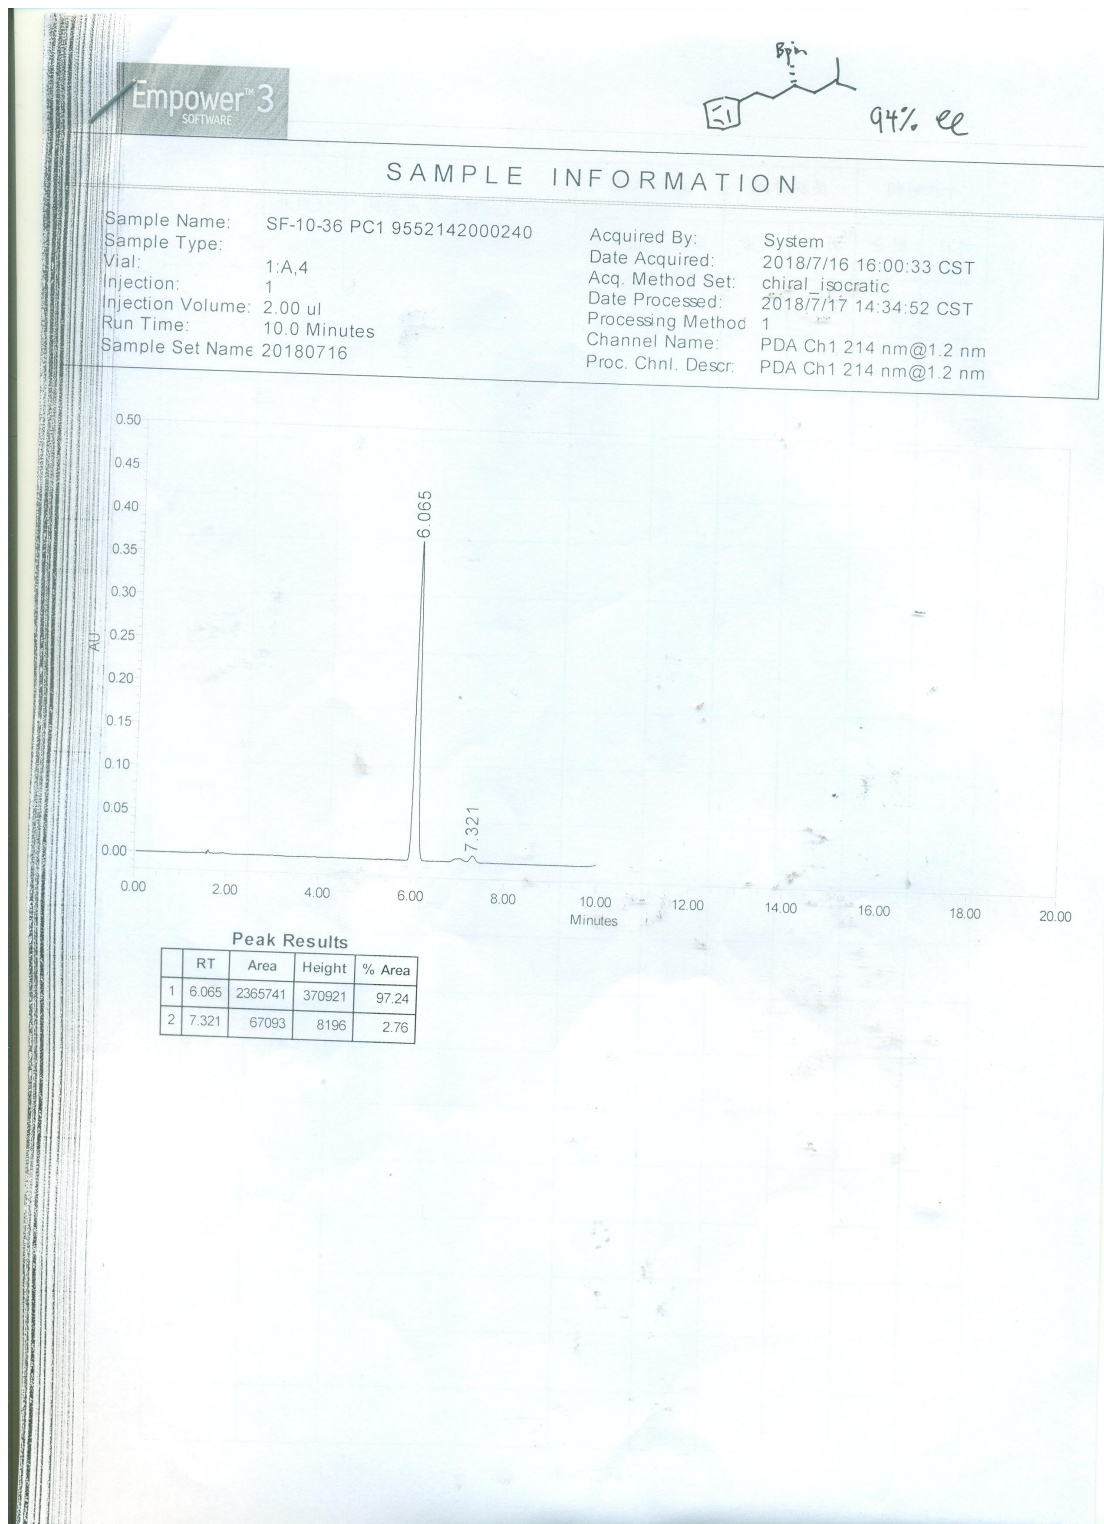 Bpin
94% ee
Empower™ 3
SOFTWARE
SAMPLE INFORMATION
Sample Name: SF-10-36 PC1 9552142000240
Sample Type:
Vial: 1:A,4
Injection: 1
Injection Volume: 2.00 ul
Run Time: 10.0 Minutes
Sample Set Name 20180716
Acquired By: System
Date Acquired: 2018/7/16 16:00:33 CST
Acq. Method Set: chiral_isocratic
Date Processed: 2018/7/17 14:34:52 CST
Processing Method 1
Channel Name: PDA Ch1 214 nm@1.2 nm
Proc. Chnl. Descr: PDA Ch1 214 nm@1.2 nm
0.50
0.45
0.40
0.35
0.30
0.25
0.20
0.15
0.10
0.05
0.00
AU
6.065
7.321
0.00 2.00 4.00 6.00 8.00 10.00 12.00 14.00 16.00 18.00 20.00
Minutes
Peak Results
RT Area Height % Area
1 6.065 2365741 370921 97.24
2 7.321 67093 8196 2.76